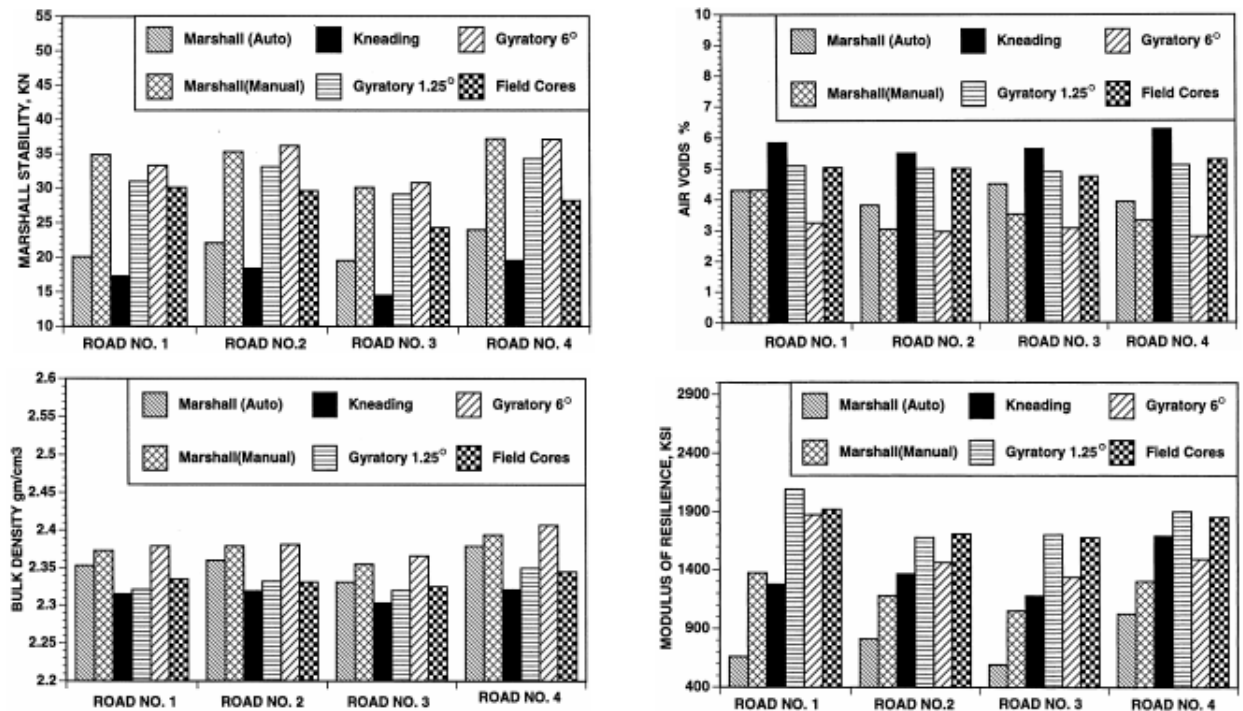 MARSHALL STABILITY, KN
55
50
45
40
35
30
25
20
15
10
Marshall (Auto) Kneading Gyratory 6°
Marshall(Manual) Gyratory 1.25° Field Cores
ROAD NO. 1 ROAD NO.2 ROAD NO. 3 ROAD NO. 4
AIR VOIDS %
10
9
8
7
6
5
4
3
2
1
0
Marshall (Auto) Kneading Gyratory 6°
Marshall(Manual) Gyratory 1.25° Field Cores
ROAD NO. 1 ROAD NO. 2 ROAD NO. 3 ROAD NO. 4
BULK DENSITY gm/cm3
2.6
2.55
2.5
2.45
2.4
2.35
2.3
2.25
2.2
Marshall (Auto) Kneading Gyratory 6°
Marshall(Manual) Gyratory 1.25° Field Cores
ROAD NO. 1 ROAD NO. 2 ROAD NO. 3 ROAD NO. 4
MODULUS OF RESILIENCE, KSI
2900
2400
1900
1400
900
400
Marshall (Auto) Kneading Gyratory 6°
Marshall(Manual) Gyratory 1.25° Field Cores
ROAD NO. 1 ROAD NO.2 ROAD NO. 3 ROAD NO. 4